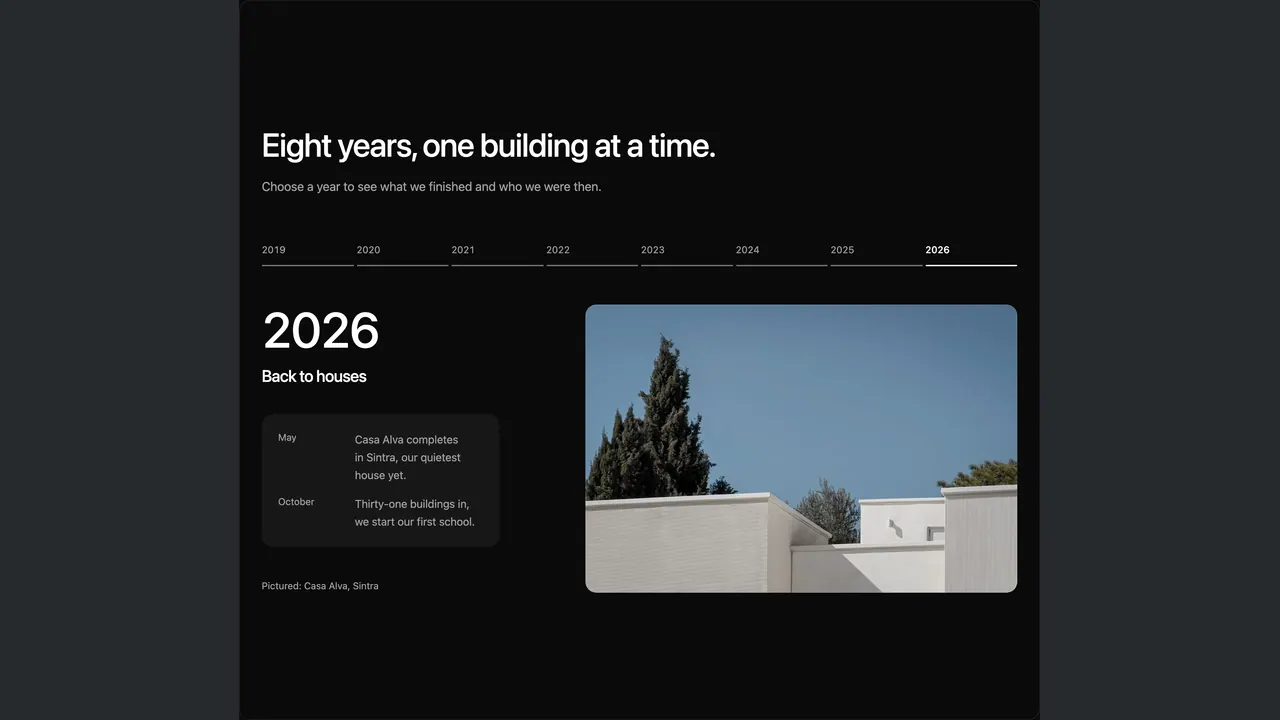 Eight years, one building at a time.
Choose a year to see what we finished and who we were then.
2019
2020
2021
2022
2023
2024
2025
2026
2026
Back to houses
May
Casa Alva completes
in Sintra, our quietest
house yet.
October
Thirty-one buildings in,
we start our first school.
Pictured: Casa Alva, Sintra